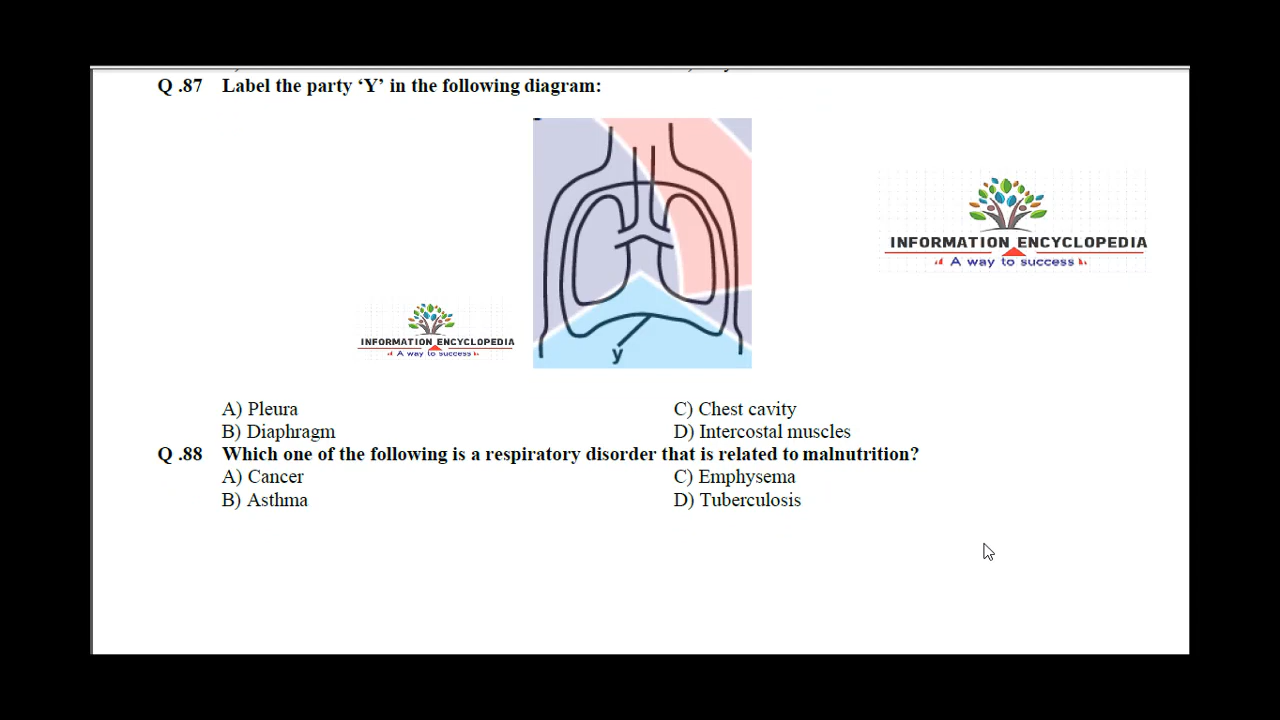 Q .87 Label the party ‘Y’ in the following diagram:
INFORMATION ENCYCLOPEDIA
A way to success
INFORMATION ENCYCLOPEDIA
A way to success
y
A) Pleura C) Chest cavity
B) Diaphragm D) Intercostal muscles
Q .88 Which one of the following is a respiratory disorder that is related to malnutrition?
A) Cancer C) Emphysema
B) Asthma D) Tuberculosis